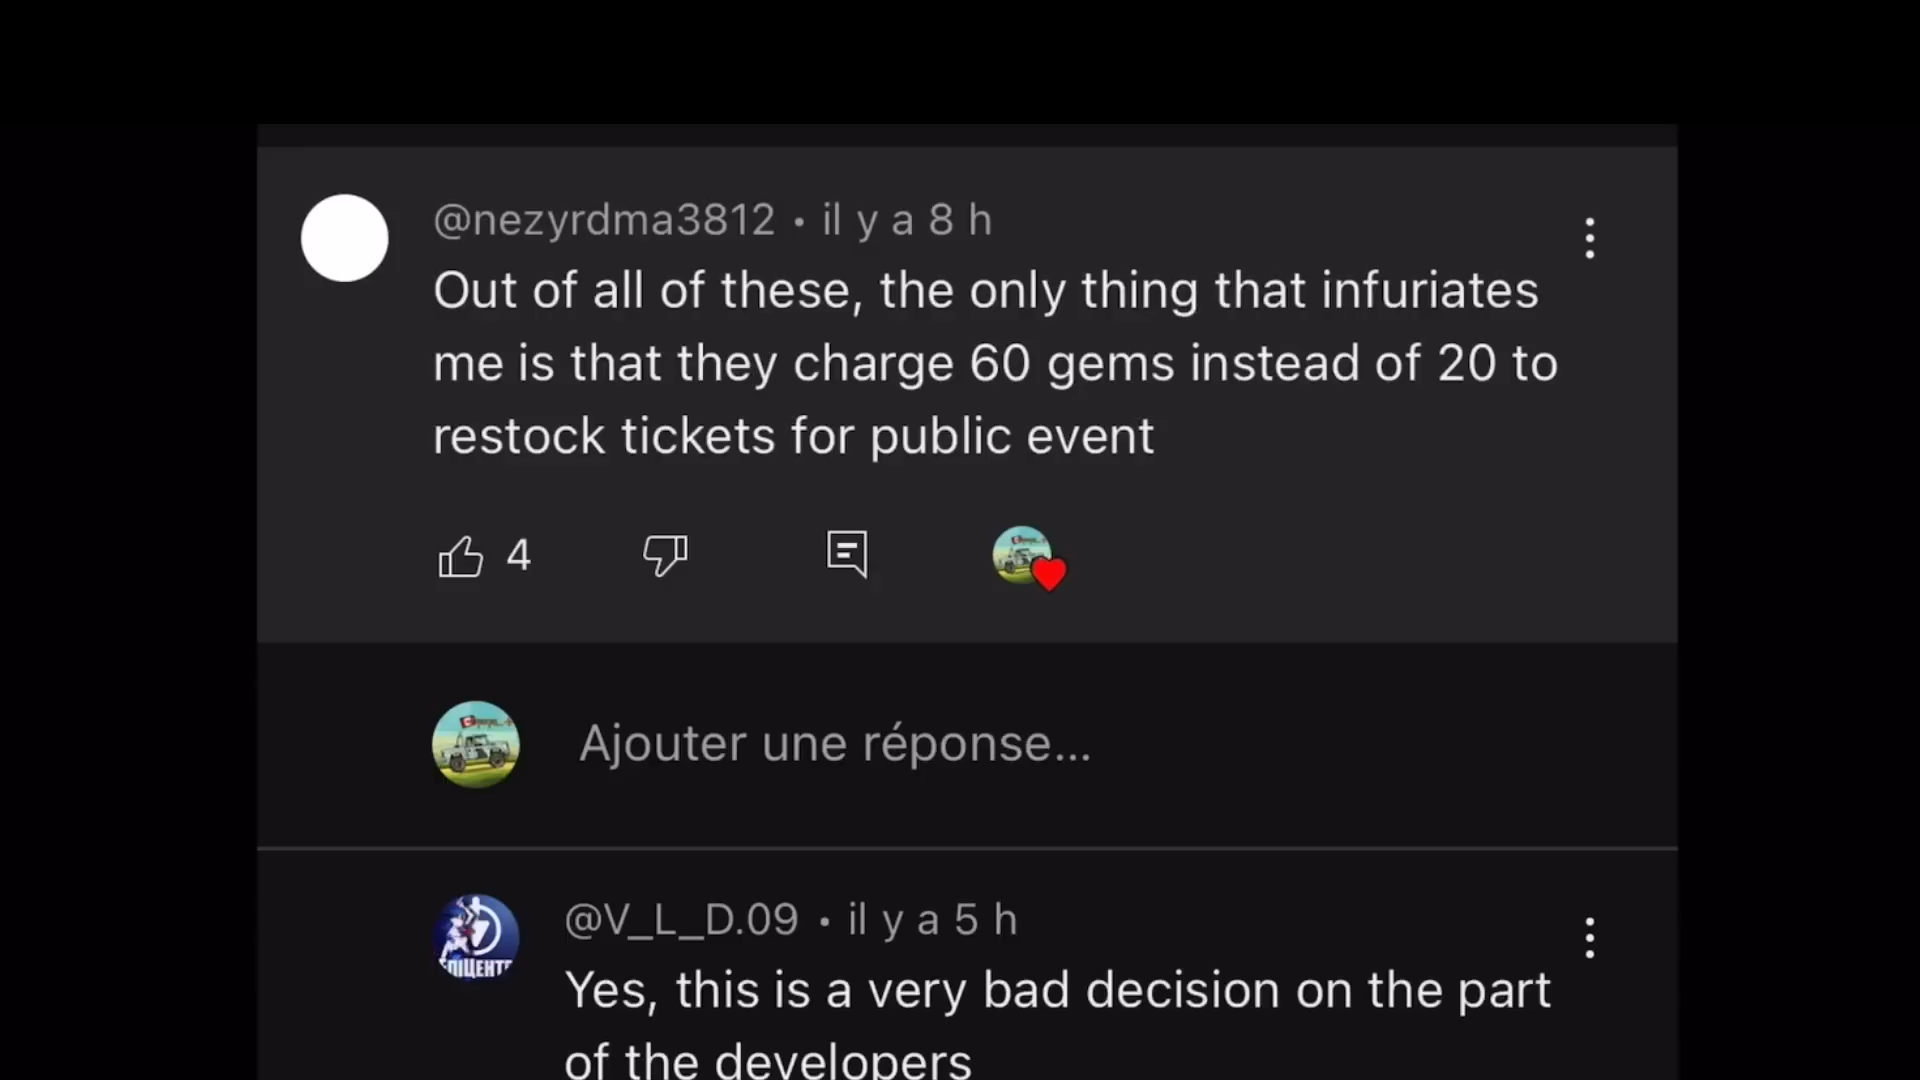 @nezyrdma3812 • il y a 8 h
Out of all of these, the only thing that infuriates
me is that they charge 60 gems instead of 20 to
restock tickets for public event
4
Ajouter une réponse...
@V_L_D.09 • il y a 5 h
Yes, this is a very bad decision on the part
of the developers